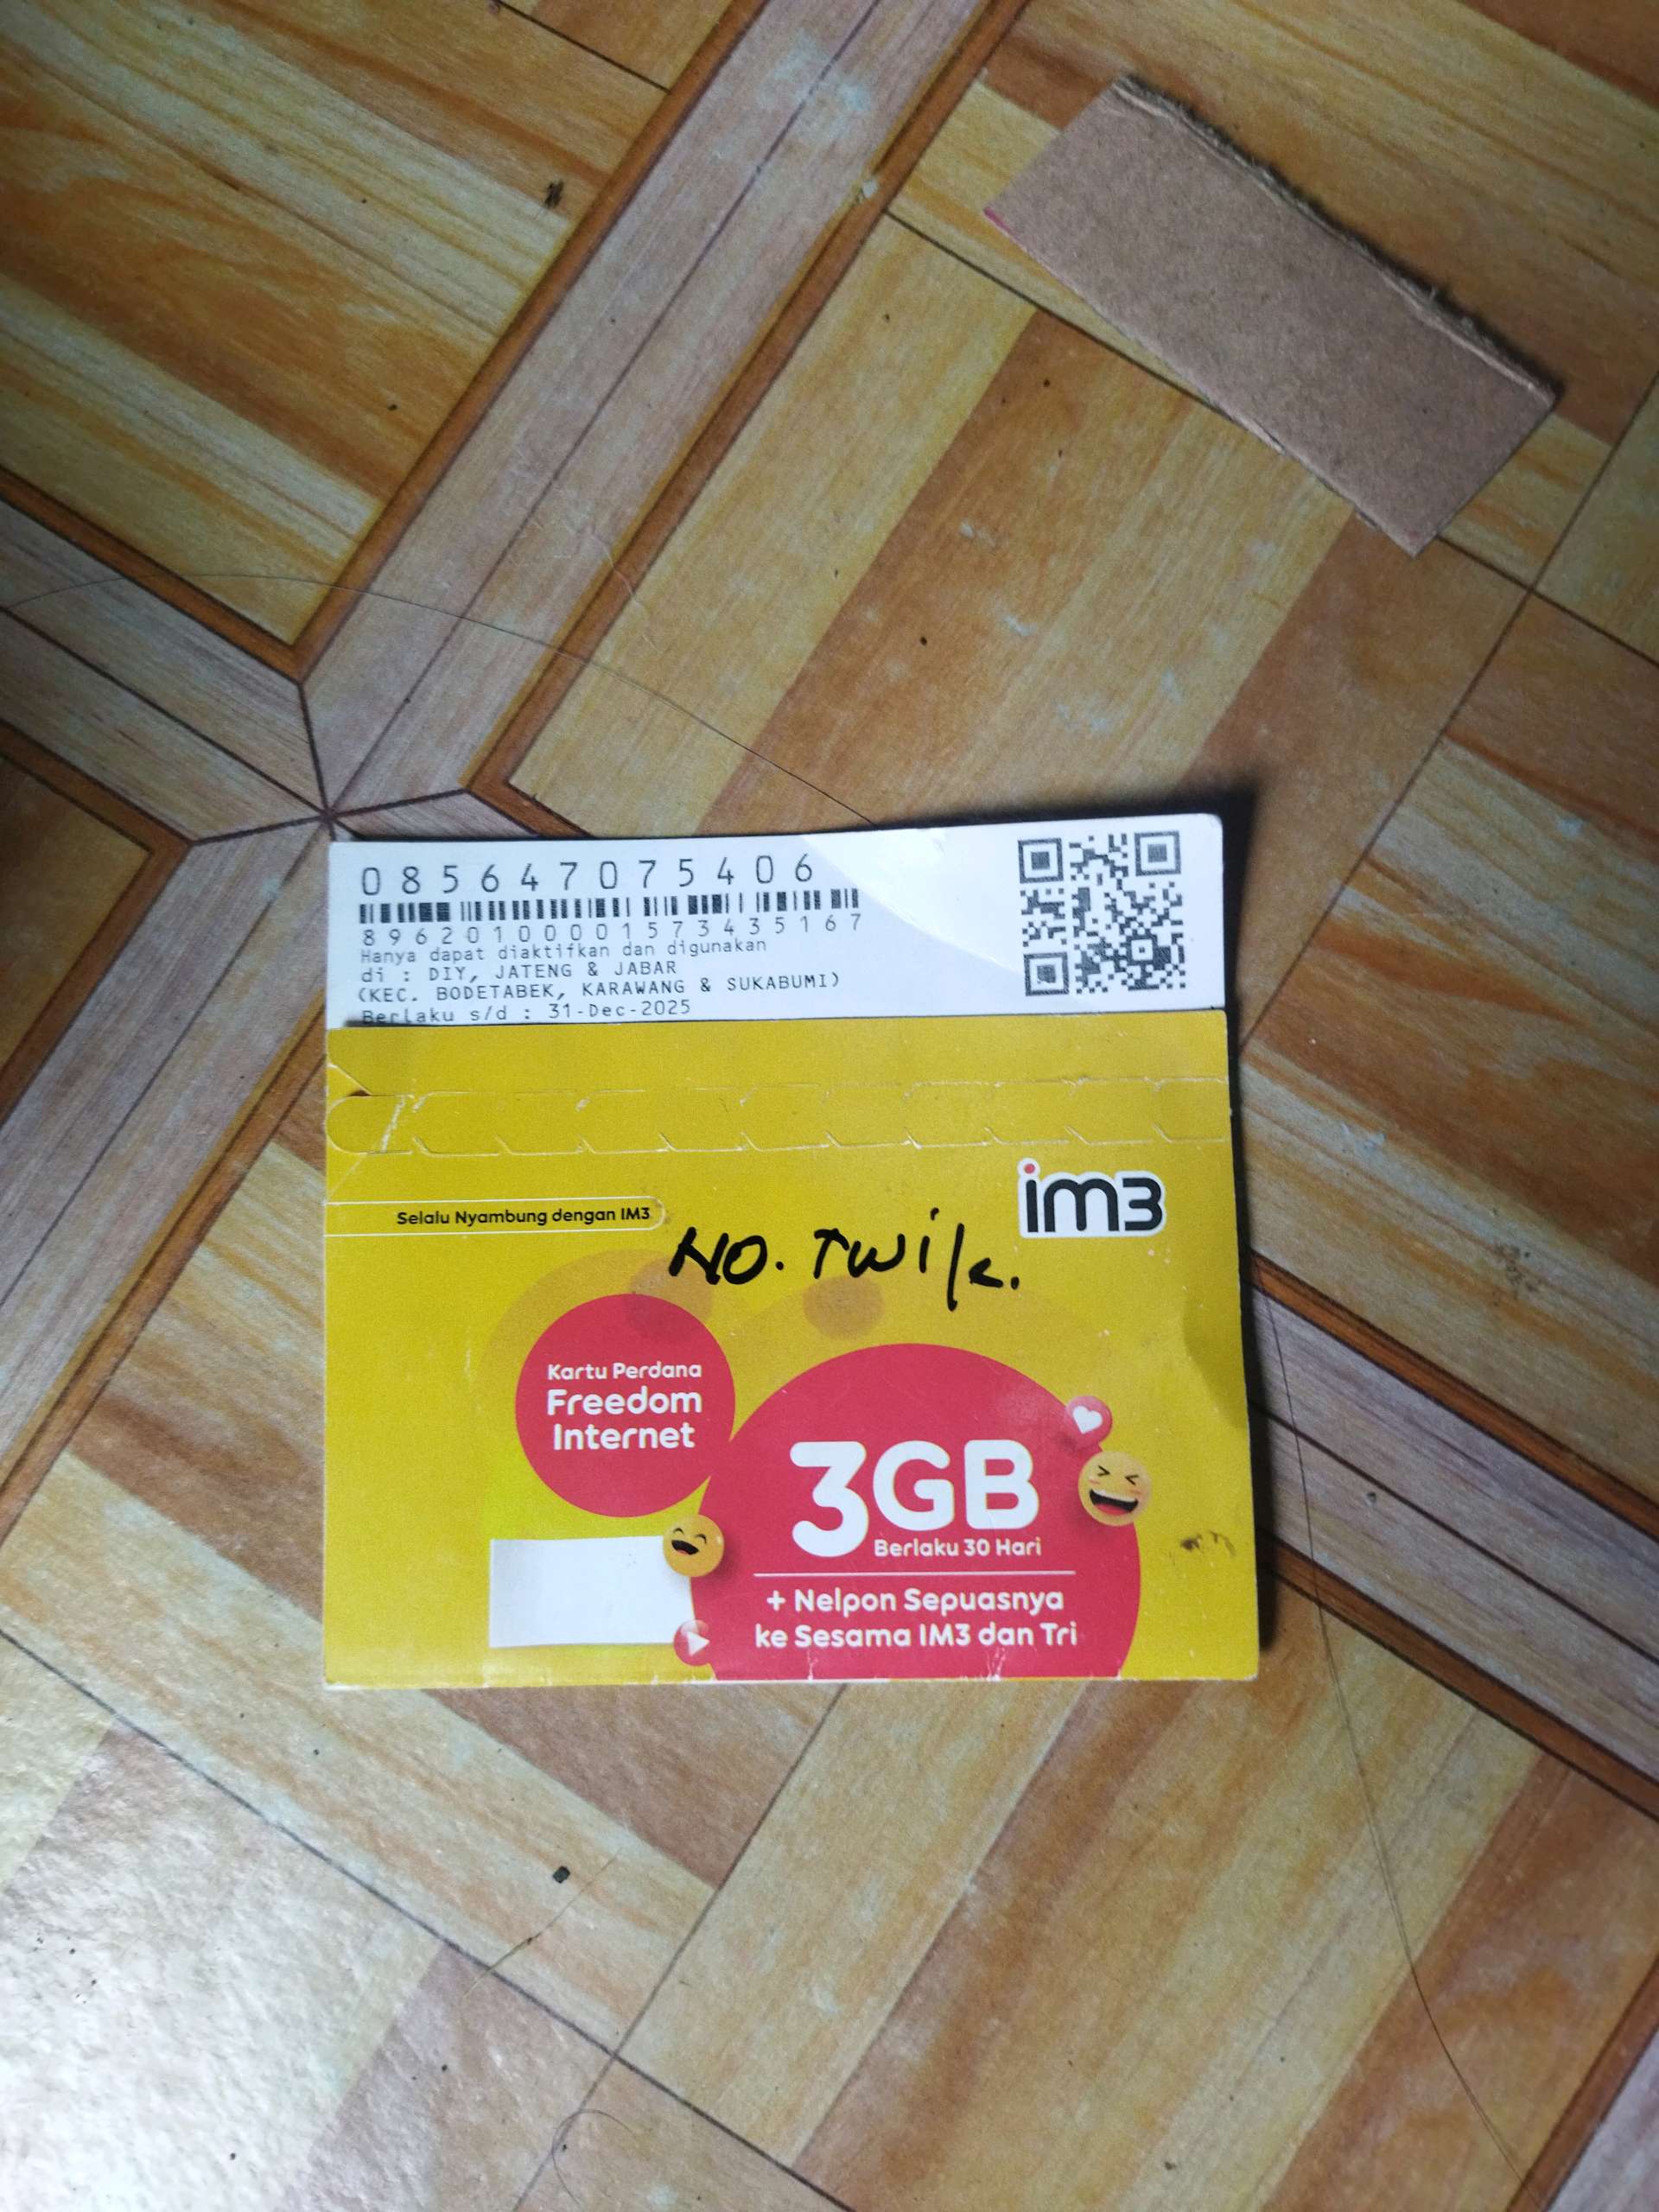 085647075406
8962010000157343516 7
Hanya dapat diaktifkan dan digunakan
di : DIY, JATENG & JABAR
(KEC. BODETABEK, KARAWANG & SUKABUMI)
Berlaku s/d : 31-Dec-2025
im3
Selalu Nyambung dengan IM3
NO. Twik.
Kartu Perdana
Freedom
Internet
3GB
Berlaku 30 Hari
+ Nelpon Sepuasnya
ke Sesama IM3 dan Tri